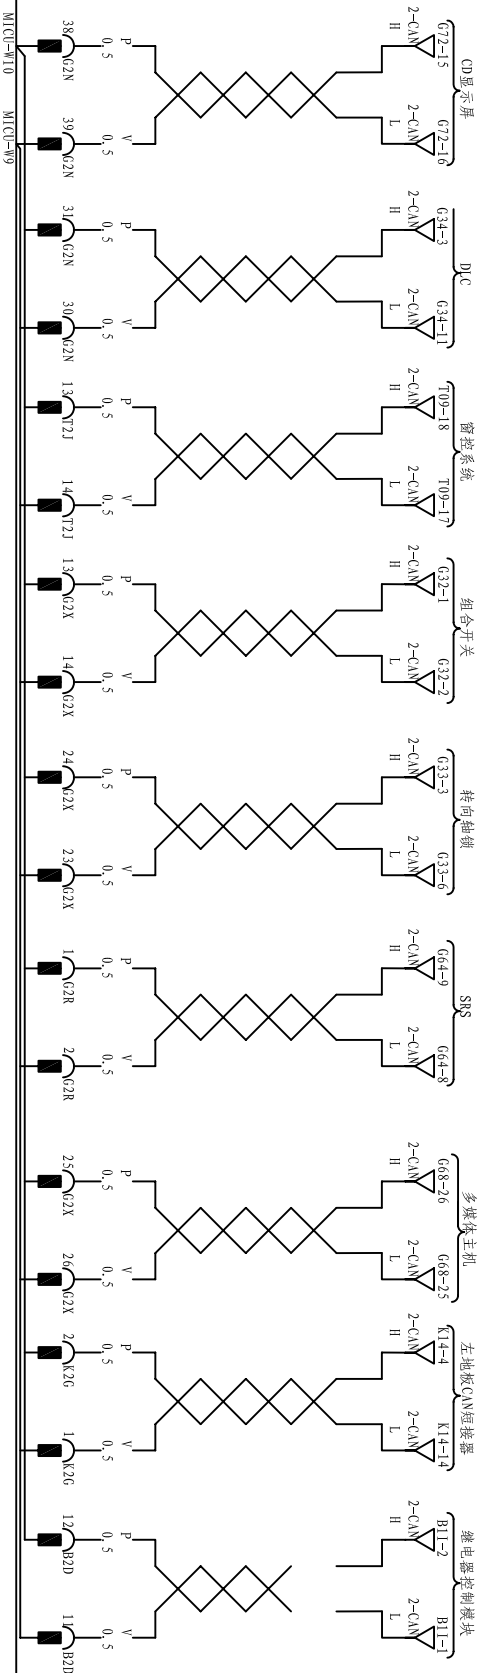 CD显示屏
G72-15
G72-16
2-CAN
H
2-CAN
L
P
0.5
V
0.5
38
G2N
39
G2N
MICU-W10
MICU-W9
DLC
G34-3
G34-11
2-CAN
H
2-CAN
L
P
0.5
V
0.5
31
G2N
30
G2N
窗控系统
T09-18
T09-17
2-CAN
H
2-CAN
L
P
0.5
V
0.5
13
T2J
14
T2J
组合开关
G32-1
G32-2
2-CAN
H
2-CAN
L
P
0.5
V
0.5
13
G2X
14
G2X
转向轴锁
G33-3
G33-6
2-CAN
H
2-CAN
L
P
0.5
V
0.5
24
G2X
23
G2X
SRS
G64-9
G64-8
2-CAN
H
2-CAN
L
P
0.5
V
0.5
1
G2R
2
G2R
多媒体主机
G68-26
G68-25
2-CAN
H
2-CAN
L
P
0.5
V
0.5
25
G2X
26
G2X
左地板CAN短接器
K14-4
K14-14
2-CAN
H
2-CAN
L
P
0.5
V
0.5
2
K2G
1
K2G
继电器控制模块
B11-2
B11-1
2-CAN
H
2-CAN
L
P
0.5
V
0.5
12
B2D
11
B2D